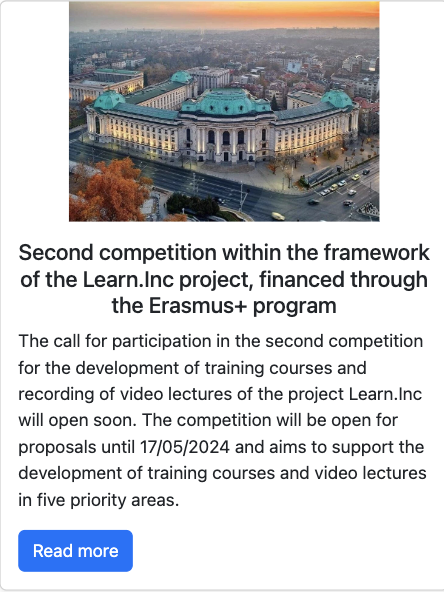 Second competition within the framework
of the Learn.Inc project, financed through
the Erasmus+ program
The call for participation in the second competition
for the development of training courses and
recording of video lectures of the project Learn.Inc
will open soon. The competition will be open for
proposals until 17/05/2024 and aims to support the
development of training courses and video lectures
in five priority areas.
Read more